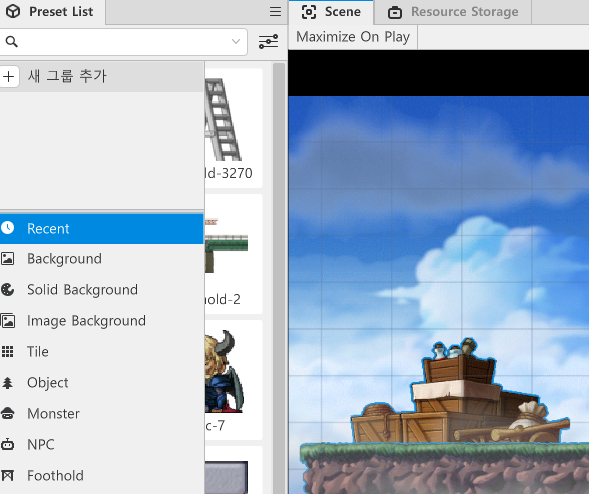 Preset List
Scene
Resource Storage
Maximize On Play
새 그룹 추가
ld-3270
Recent
Background
Solid Background
nold-2
Image Background
Tile
Object
Monster
c-7
NPC
Foothold